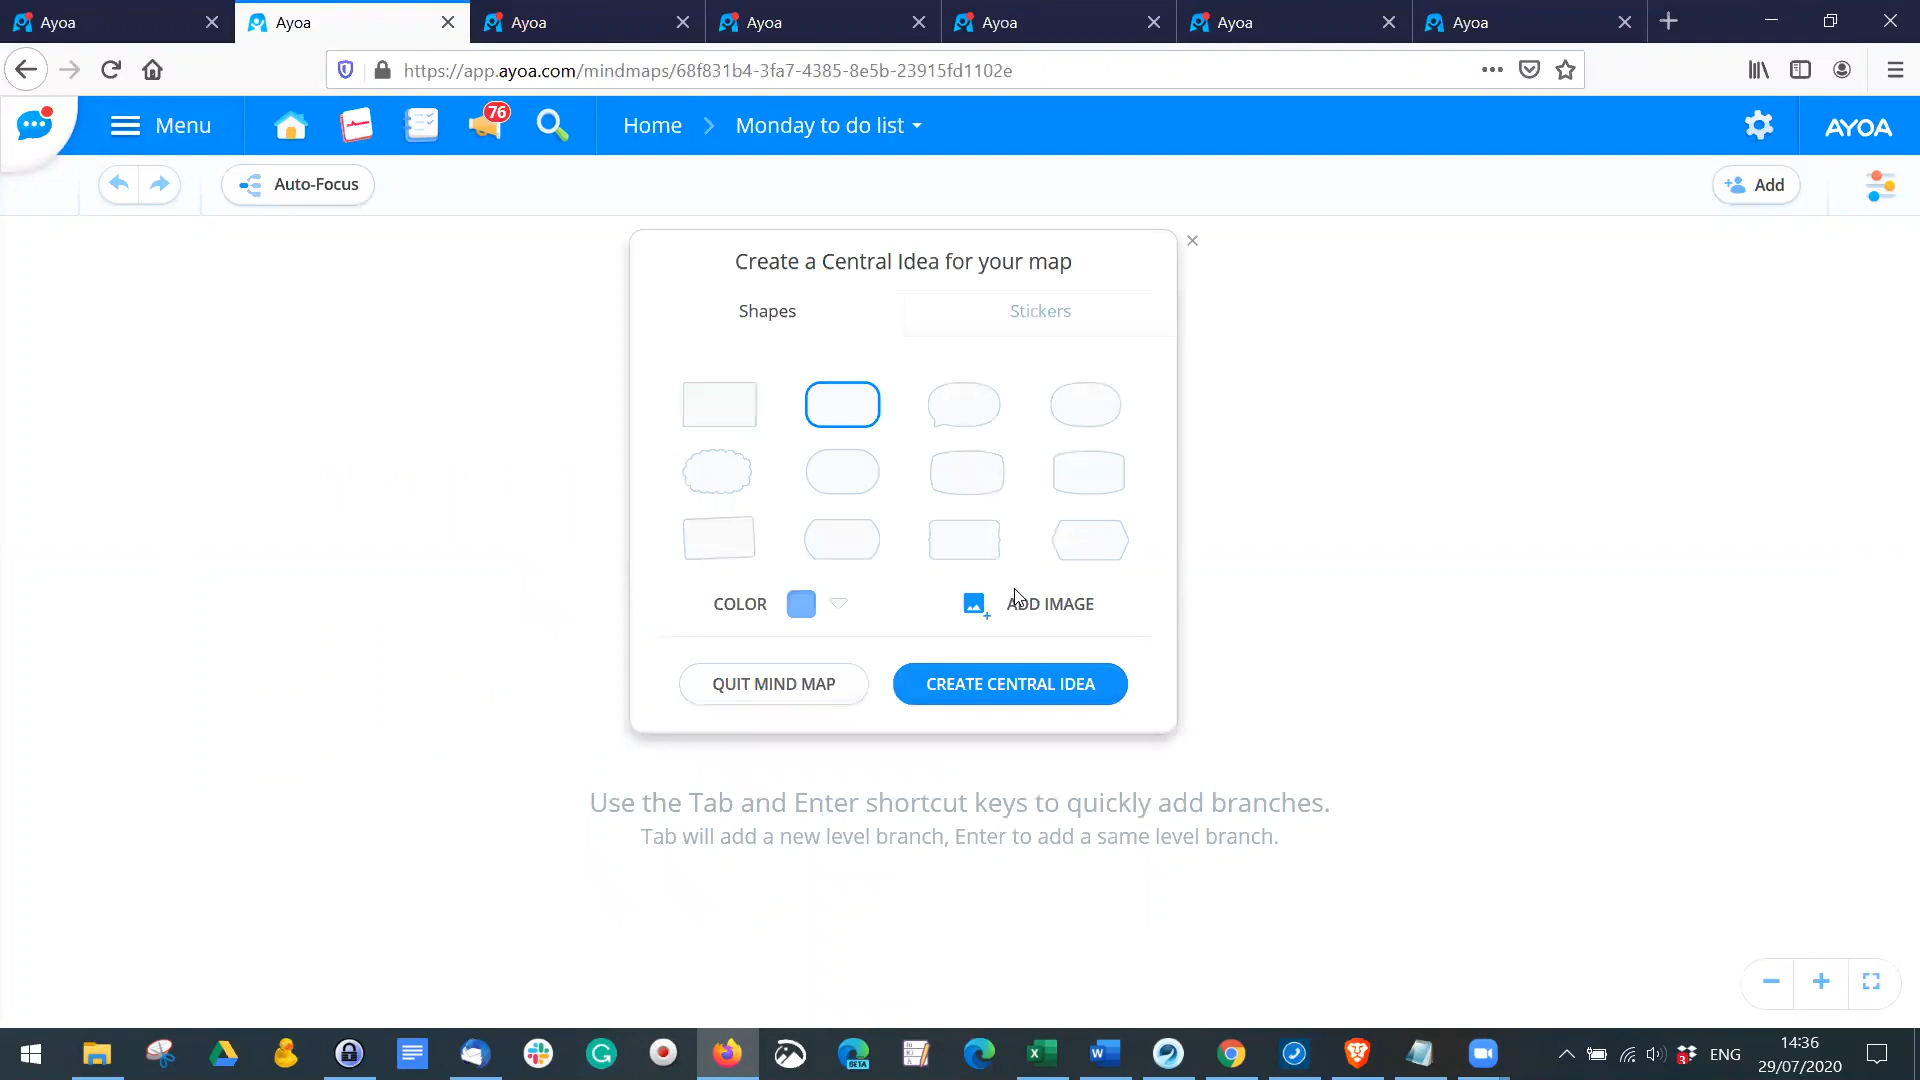 Ayoa
Ayoa
Ayoa
Ayoa
Ayoa
Ayoa
Ayoa
https://app.ayoa.com/mindmaps/68f831b4-3fa7-4385-8e5b-23915fd1102e
Menu
76
Home
Monday to do list
AYOA
Auto-Focus
Add
Create a Central Idea for your map
Shapes
Stickers
COLOR
ADD IMAGE
QUIT MIND MAP
CREATE CENTRAL IDEA
Use the Tab and Enter shortcut keys to quickly add branches.
Tab will add a new level branch, Enter to add a same level branch.
BETA
3
ENG
14:36
29/07/2020